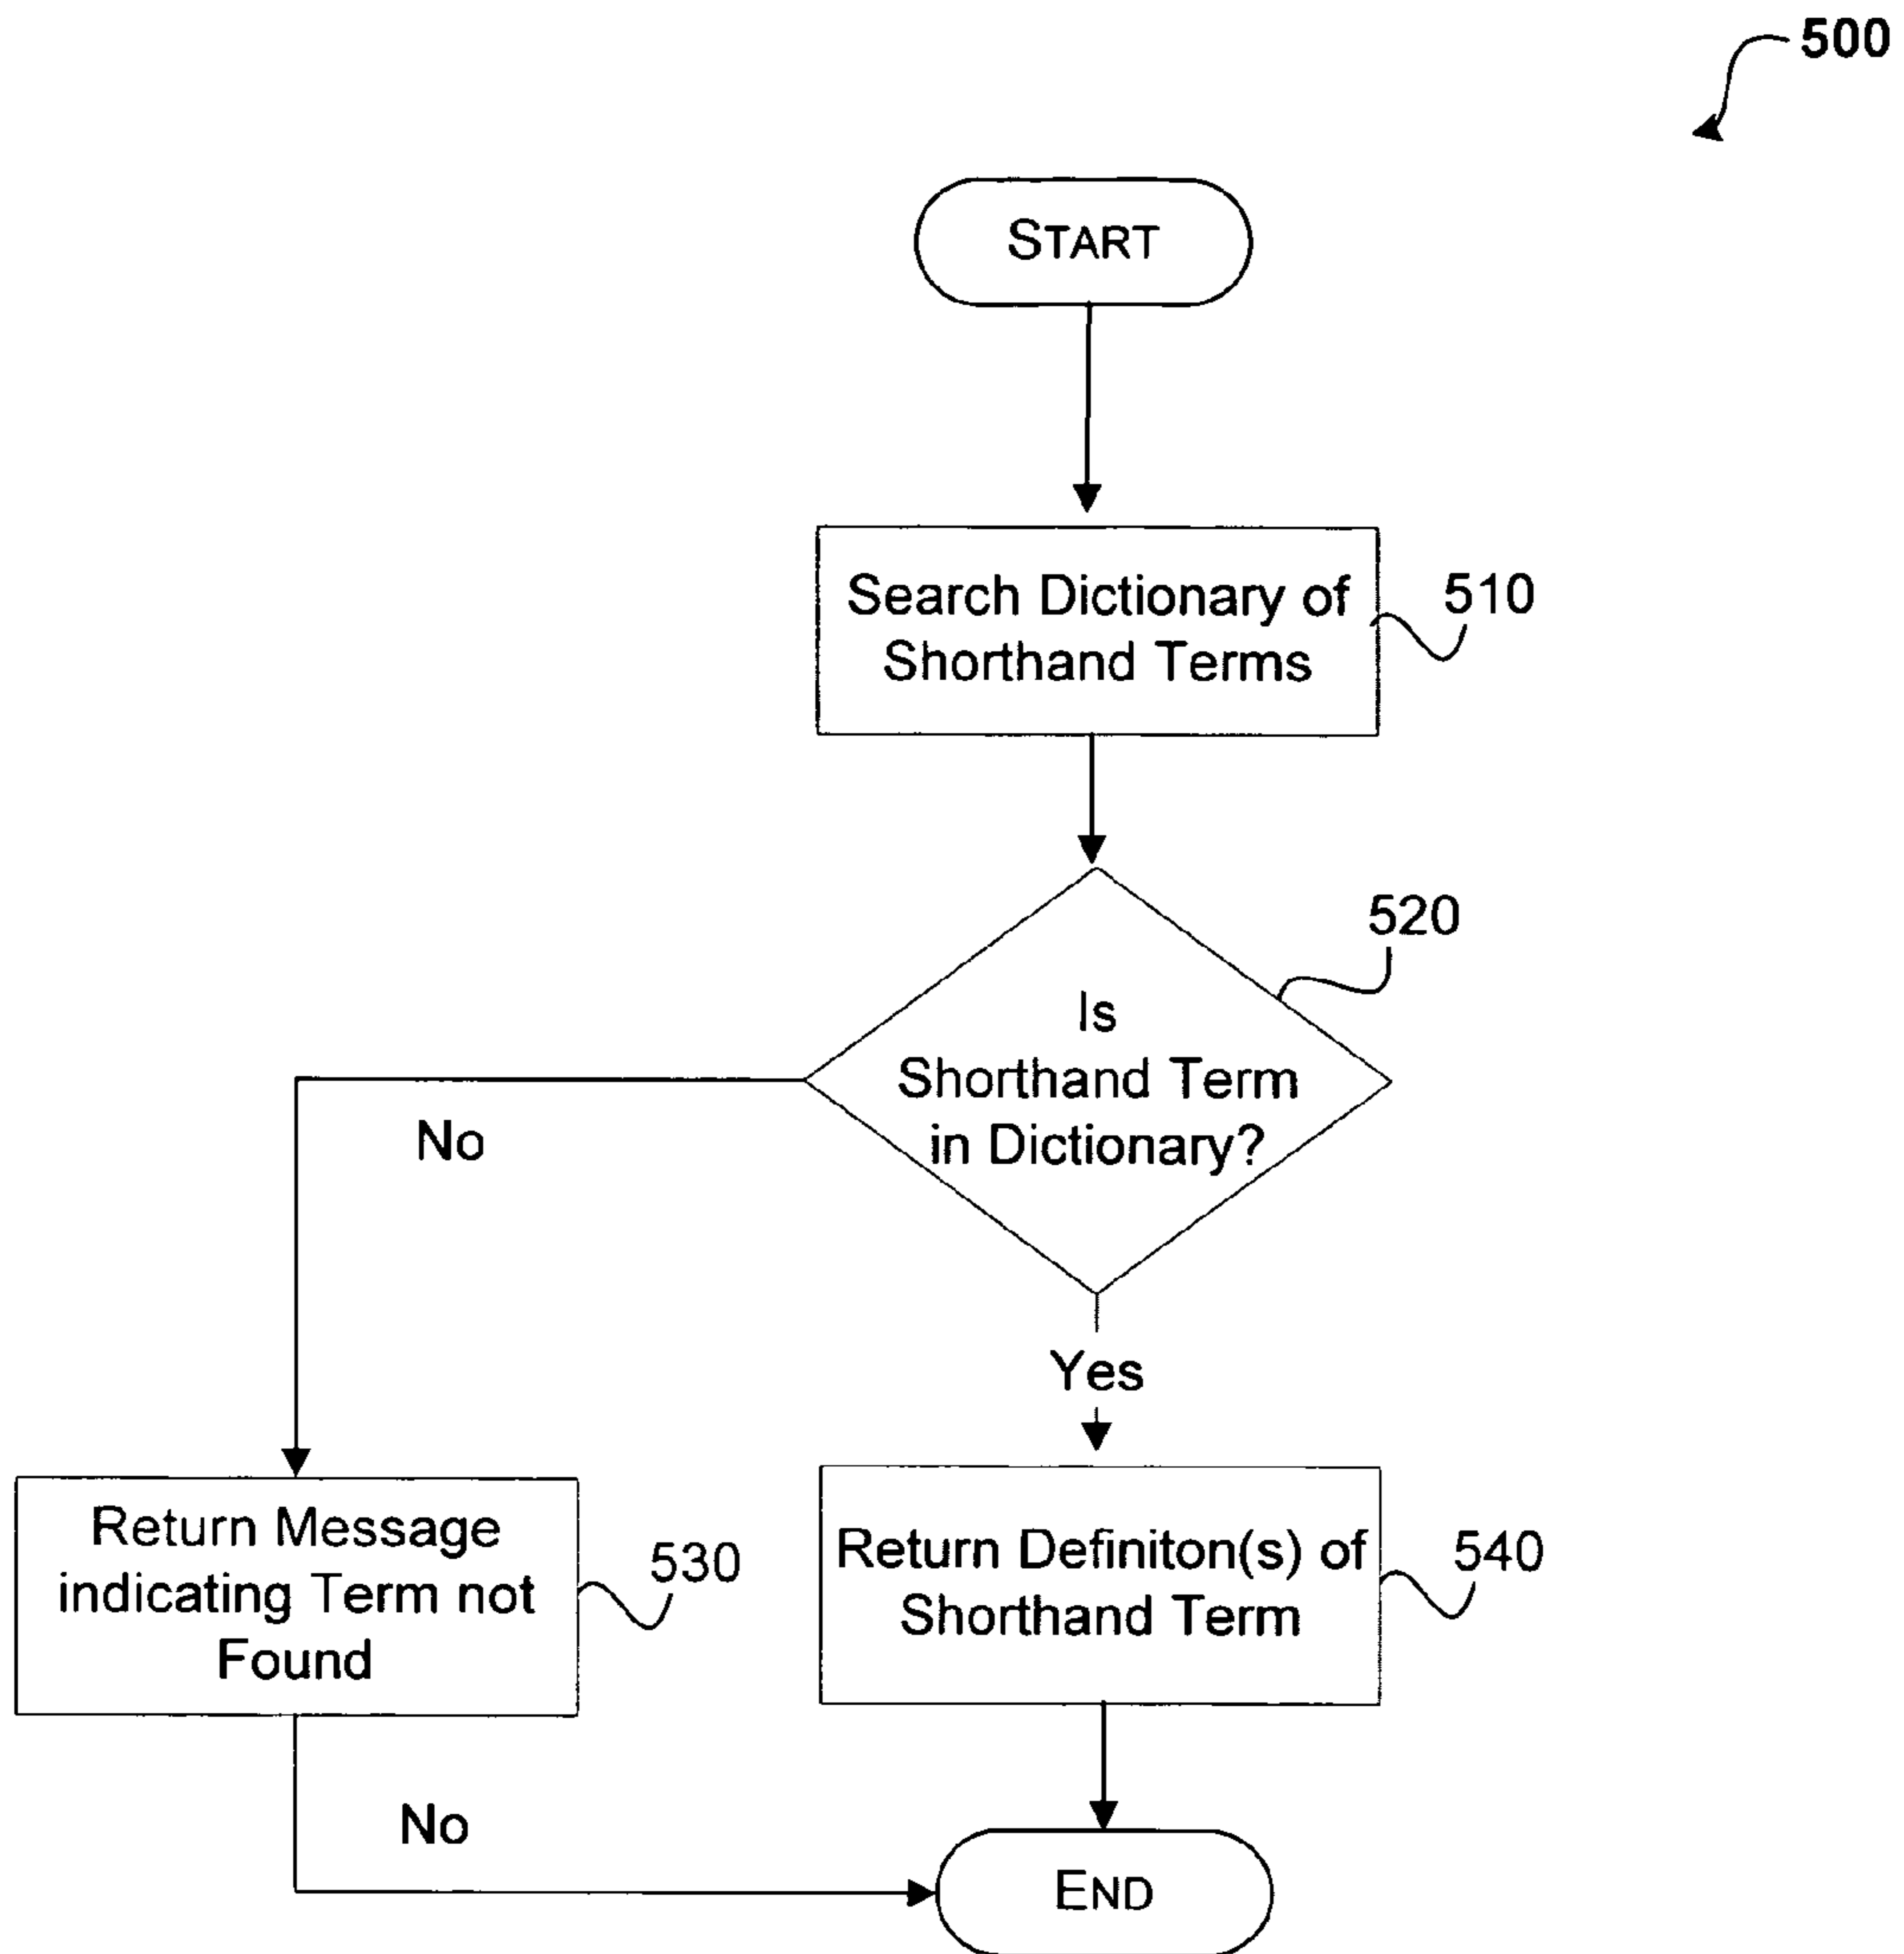 500
START
Search Dictionary of
Shorthand Terms
510
520
Is
Shorthand Term
in Dictionary?
No
Yes
Return Message
indicating Term not
Found
530
Return Definiton(s) of
Shorthand Term
540
No
END